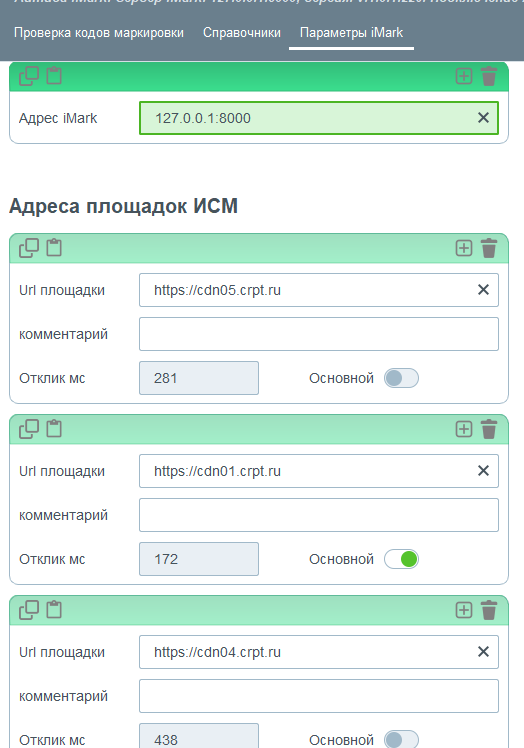 Проверка кодов маркировки Справочники Параметры iMark
Адрес iMark 127.0.0.1:8000
Адреса площадок ИСМ
Url площадки https://cdn05.crpt.ru
комментарий
Отклик мс 281 Основной
Url площадки https://cdn01.crpt.ru
комментарий
Отклик мс 172 Основной
Url площадки https://cdn04.crpt.ru
комментарий
Отклик мс 438 Основной